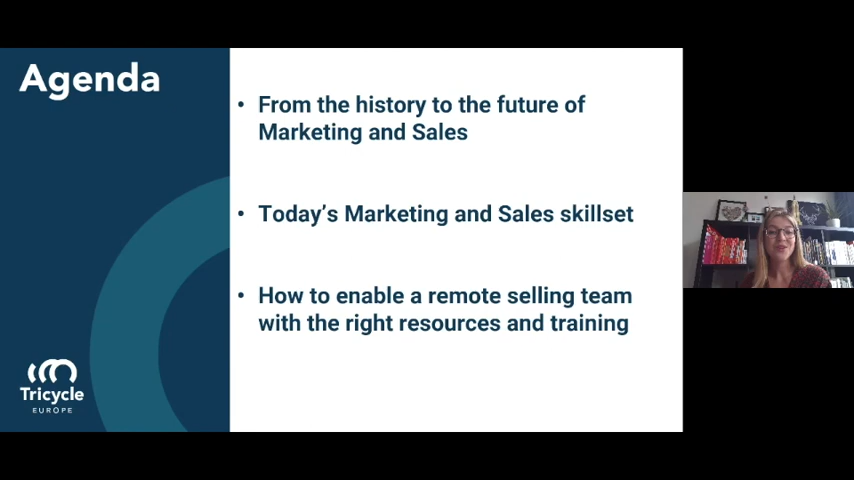 Agenda
• From the history to the future of
Marketing and Sales
• Today's Marketing and Sales skillset
• How to enable a remote selling team
with the right resources and training
Tricycle
EUROPE